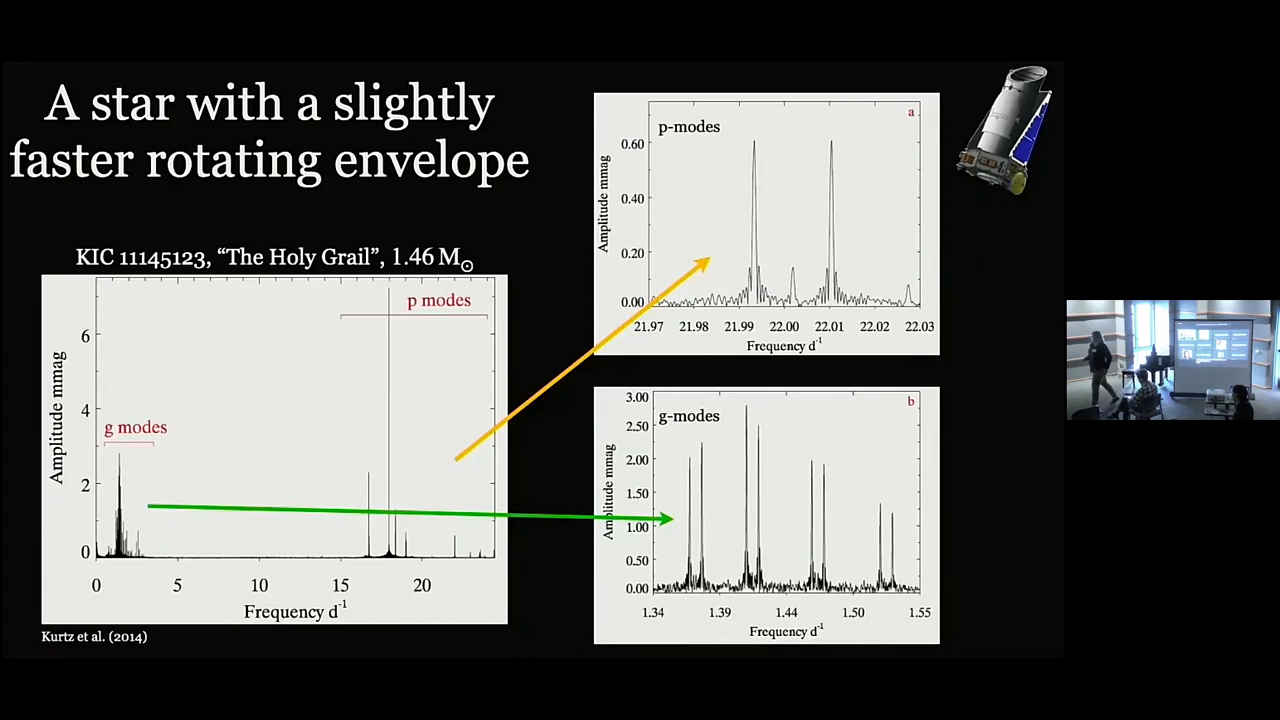 A star with a slightly
faster rotating envelope
KIC 11145123, “The Holy Grail”, 1.46 M☉
p modes
g modes
Amplitude mmag
6
4
2
0
0
5
10
15
20
Frequency d⁻¹
Kurtz et al. (2014)
a
p-modes
Amplitude mmag
0.60
0.40
0.20
0.00
21.97
21.98
21.99
22.00
22.01
22.02
22.03
Frequency d⁻¹
b
g-modes
Amplitude mmag
3.00
2.50
2.00
1.50
1.00
0.50
0.00
1.34
1.39
1.44
1.50
1.55
Frequency d⁻¹